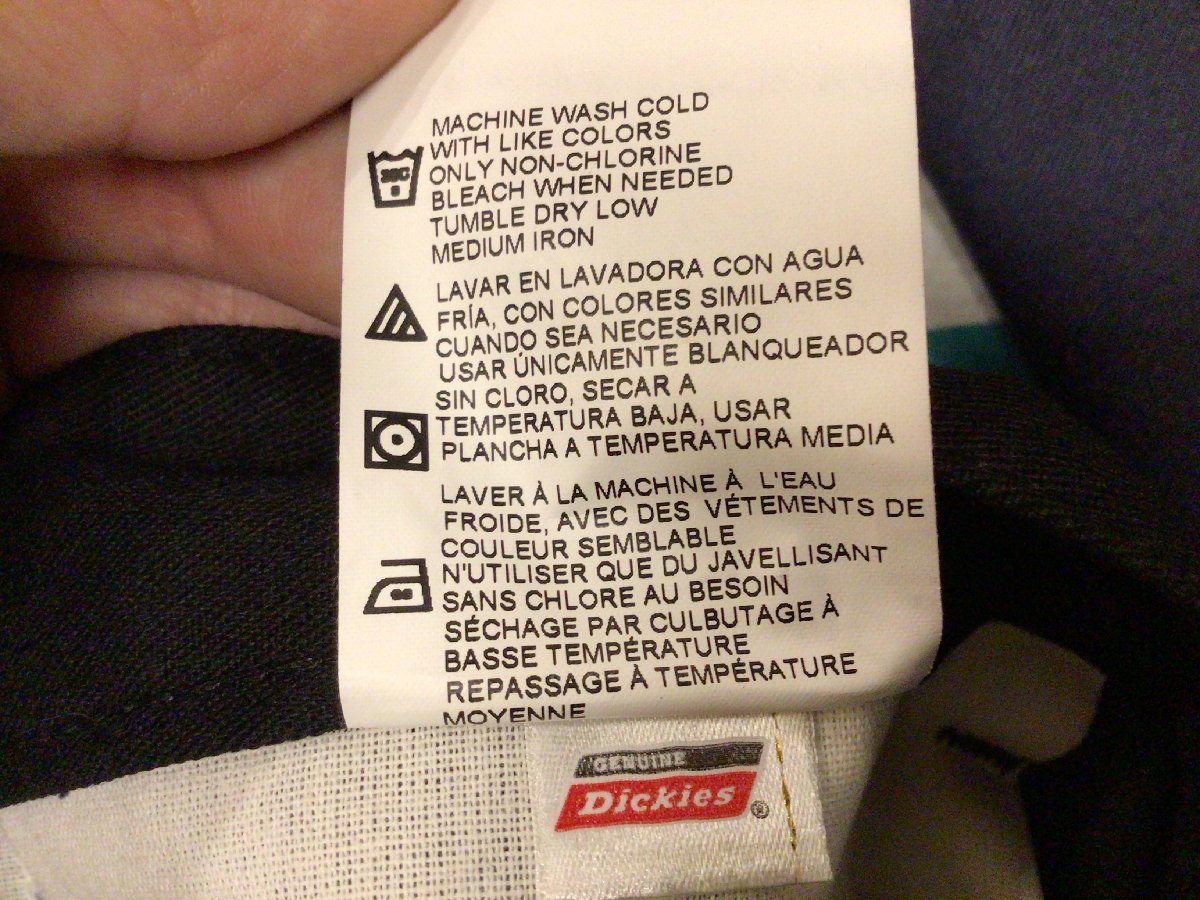 MACHINE WASH COLD
WITH LIKE COLORS
ONLY NON-CHLORINE
BLEACH WHEN NEEDED
TUMBLE DRY LOW
MEDIUM IRON
30C
LAVAR EN LAVADORA CON AGUA
FRÍA, CON COLORES SIMILARES
CUANDO SEA NECESARIO
USAR ÚNICAMENTE BLANQUEADOR
SIN CLORO, SECAR A
TEMPERATURA BAJA, USAR
PLANCHA A TEMPERATURA MEDIA
LAVER À LA MACHINE À L'EAU
FROIDE, AVEC DES VÉTEMENTS DE
COULEUR SEMBLABLE
N'UTILISER QUE DU JAVELLISANT
SANS CHLORE AU BESOIN
SÉCHAGE PAR CULBUTAGE À
BASSE TEMPÉRATURE
REPASSAGE À TEMPÉRATURE
MOYENNE
GENUINE
Dickies®